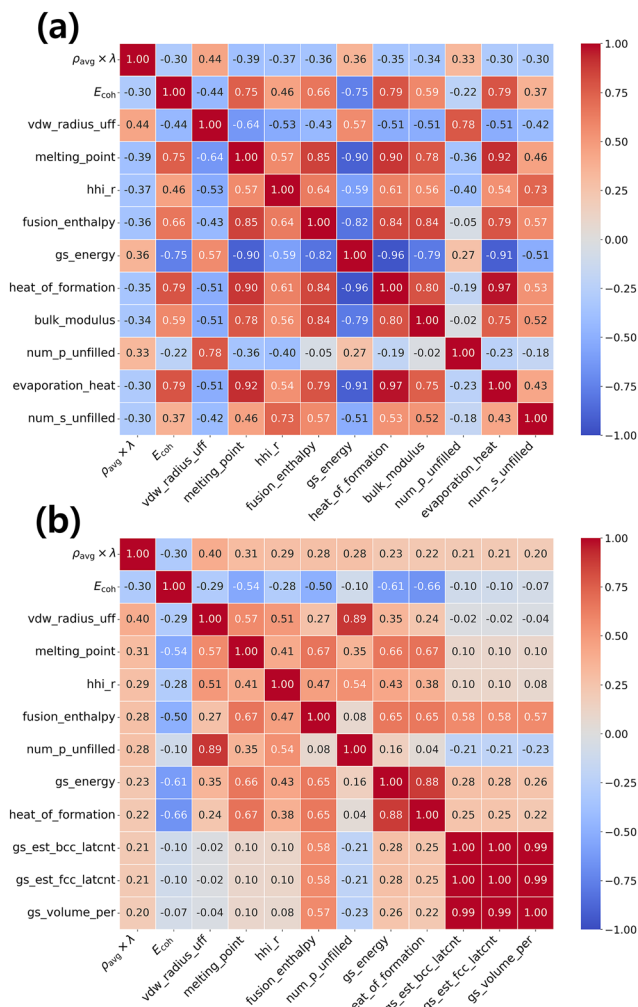 (a)
ρavg × λ 1.00 -0.30 0.44 -0.39 -0.37 -0.36 0.36 -0.35 -0.34 0.33 -0.30 -0.30
Ecoh -0.30 1.00 -0.44 0.75 0.46 0.66 -0.75 0.79 0.59 -0.22 0.79 0.37
vdw_radius_uff 0.44 -0.44 1.00 -0.64 -0.53 -0.43 0.57 -0.51 -0.51 0.78 -0.51 -0.42
melting_point -0.39 0.75 -0.64 1.00 0.57 0.85 -0.90 0.90 0.78 -0.36 0.92 0.46
hhi_r -0.37 0.46 -0.53 0.57 1.00 0.64 -0.59 0.61 0.56 -0.40 0.54 0.73
fusion_enthalpy -0.36 0.66 -0.43 0.85 0.64 1.00 -0.82 0.84 0.84 -0.05 0.79 0.57
gs_energy 0.36 -0.75 0.57 -0.90 -0.59 -0.82 1.00 -0.96 -0.79 0.27 -0.91 -0.51
heat_of_formation -0.35 0.79 -0.51 0.90 0.61 0.84 -0.96 1.00 0.80 -0.19 0.97 0.53
bulk_modulus -0.34 0.59 -0.51 0.78 0.56 0.84 -0.79 0.80 1.00 -0.02 0.75 0.52
num_p_unfilled 0.33 -0.22 0.78 -0.36 -0.40 -0.05 0.27 -0.19 -0.02 1.00 -0.23 -0.18
evaporation_heat -0.30 0.79 -0.51 0.92 0.54 0.79 -0.91 0.97 0.75 -0.23 1.00 0.43
num_s_unfilled -0.30 0.37 -0.42 0.46 0.73 0.57 -0.51 0.53 0.52 -0.18 0.43 1.00
ρavg × λ Ecoh vdw_radius_uff melting_point hhi_r fusion_enthalpy gs_energy heat_of_formation bulk_modulus num_p_unfilled evaporation_heat num_s_unfilled
1.00
0.75
0.50
0.25
0.00
−0.25
−0.50
−0.75
−1.00
(b)
ρavg × λ 1.00 -0.30 0.40 0.31 0.29 0.28 0.28 0.23 0.22 0.21 0.21 0.20
Ecoh -0.30 1.00 -0.29 -0.54 -0.28 -0.50 -0.10 -0.61 -0.66 -0.10 -0.10 -0.07
vdw_radius_uff 0.40 -0.29 1.00 0.57 0.51 0.27 0.89 0.35 0.24 -0.02 -0.02 -0.04
melting_point 0.31 -0.54 0.57 1.00 0.41 0.67 0.35 0.66 0.67 0.10 0.10 0.10
hhi_r 0.29 -0.28 0.51 0.41 1.00 0.47 0.54 0.43 0.38 0.10 0.10 0.08
fusion_enthalpy 0.28 -0.50 0.27 0.67 0.47 1.00 0.08 0.65 0.65 0.58 0.58 0.57
num_p_unfilled 0.28 -0.10 0.89 0.35 0.54 0.08 1.00 0.16 0.04 -0.21 -0.21 -0.23
gs_energy 0.23 -0.61 0.35 0.66 0.43 0.65 0.16 1.00 0.88 0.28 0.28 0.26
heat_of_formation 0.22 -0.66 0.24 0.67 0.38 0.65 0.04 0.88 1.00 0.25 0.25 0.22
gs_est_bcc_latcnt 0.21 -0.10 -0.02 0.10 0.10 0.58 -0.21 0.28 0.25 1.00 1.00 0.99
gs_est_fcc_latcnt 0.21 -0.10 -0.02 0.10 0.10 0.58 -0.21 0.28 0.25 1.00 1.00 0.99
gs_volume_per 0.20 -0.07 -0.04 0.10 0.08 0.57 -0.23 0.26 0.22 0.99 0.99 1.00
ρavg × λ Ecoh vdw_radius_uff melting_point hhi_r fusion_enthalpy num_p_unfilled gs_energy heat_of_formation gs_est_bcc_latcnt gs_est_fcc_latcnt gs_volume_per
1.00
0.75
0.50
0.25
0.00
−0.25
−0.50
−0.75
−1.00